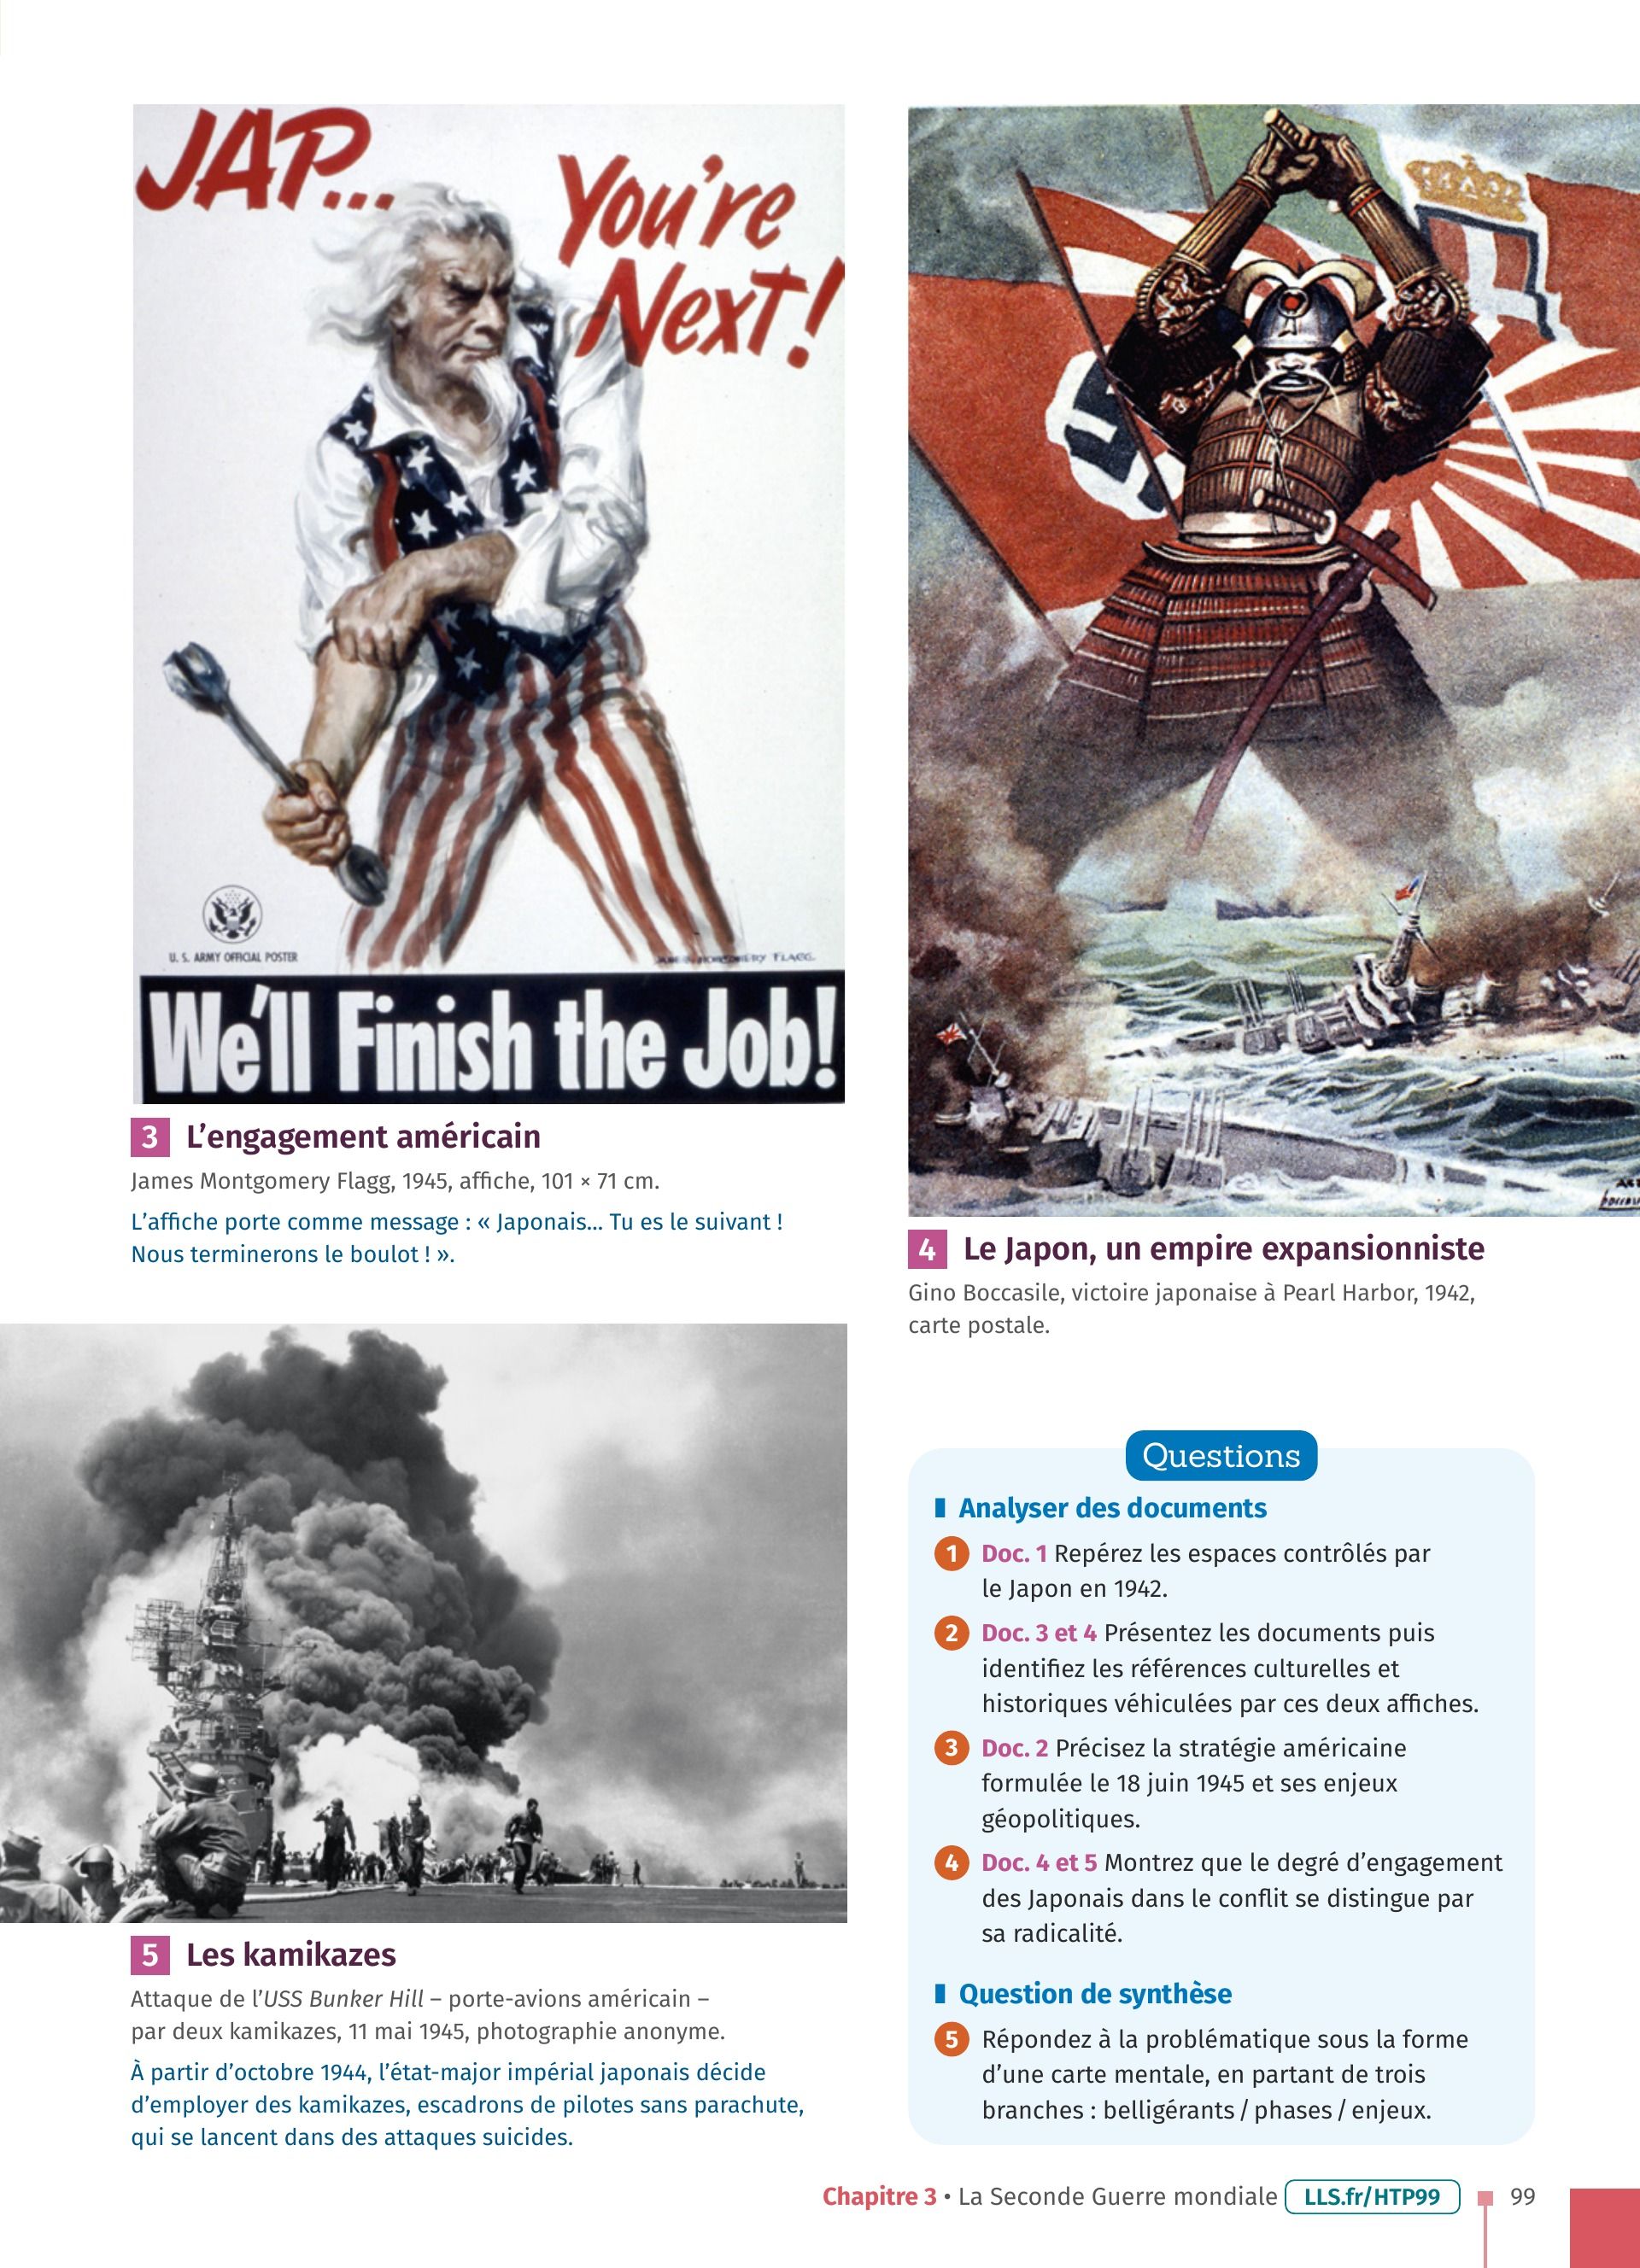 JAP...
You're
Next!
U. S. ARMY OFFICIAL POSTER
JAMES MONTGOMERY FLAGG
We'll Finish the Job!
3 L'engagement américain
James Montgomery Flagg, 1945, affiche, 101 × 71 cm.
L'affiche porte comme message : « Japonais... Tu es le suivant !
Nous terminerons le boulot ! ».
4 Le Japon, un empire expansionniste
Gino Boccasile, victoire japonaise à Pearl Harbor, 1942,
carte postale.
5 Les kamikazes
Attaque de l'USS Bunker Hill – porte-avions américain –
par deux kamikazes, 11 mai 1945, photographie anonyme.
À partir d'octobre 1944, l'état-major impérial japonais décide
d'employer des kamikazes, escadrons de pilotes sans parachute,
qui se lancent dans des attaques suicides.
Questions
Analyser des documents
1 Doc. 1 Repérez les espaces contrôlés par
le Japon en 1942.
2 Doc. 3 et 4 Présentez les documents puis
identifiez les références culturelles et
historiques véhiculées par ces deux affiches.
3 Doc. 2 Précisez la stratégie américaine
formulée le 18 juin 1945 et ses enjeux
géopolitiques.
4 Doc. 4 et 5 Montrez que le degré d'engagement
des Japonais dans le conflit se distingue par
sa radicalité.
Question de synthèse
5 Répondez à la problématique sous la forme
d'une carte mentale, en partant de trois
branches : belligérants / phases / enjeux.
Chapitre 3 • La Seconde Guerre mondiale LLS.fr/HTP99 99